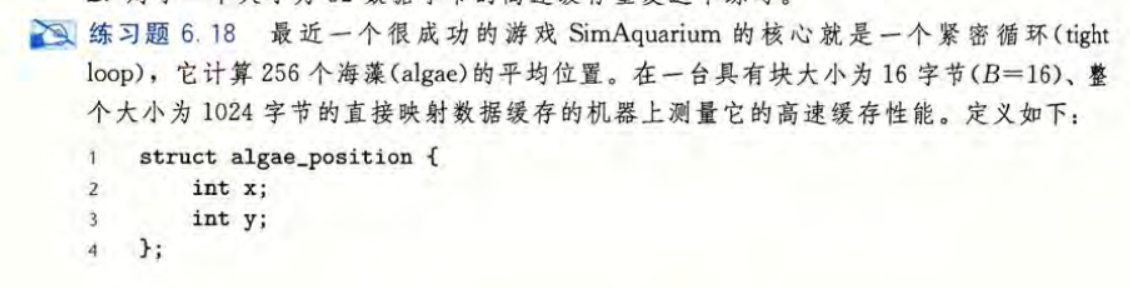 练习题 6.18 最近一个很成功的游戏 SimAquarium 的核心就是一个紧密循环(tight
loop)，它计算 256 个海藻(algae)的平均位置。在一台具有块大小为 16 字节(B=16)、整
个大小为 1024 字节的直接映射数据缓存的机器上测量它的高速缓存性能。定义如下：
1 struct algae_position {
2 int x;
3 int y;
4 };